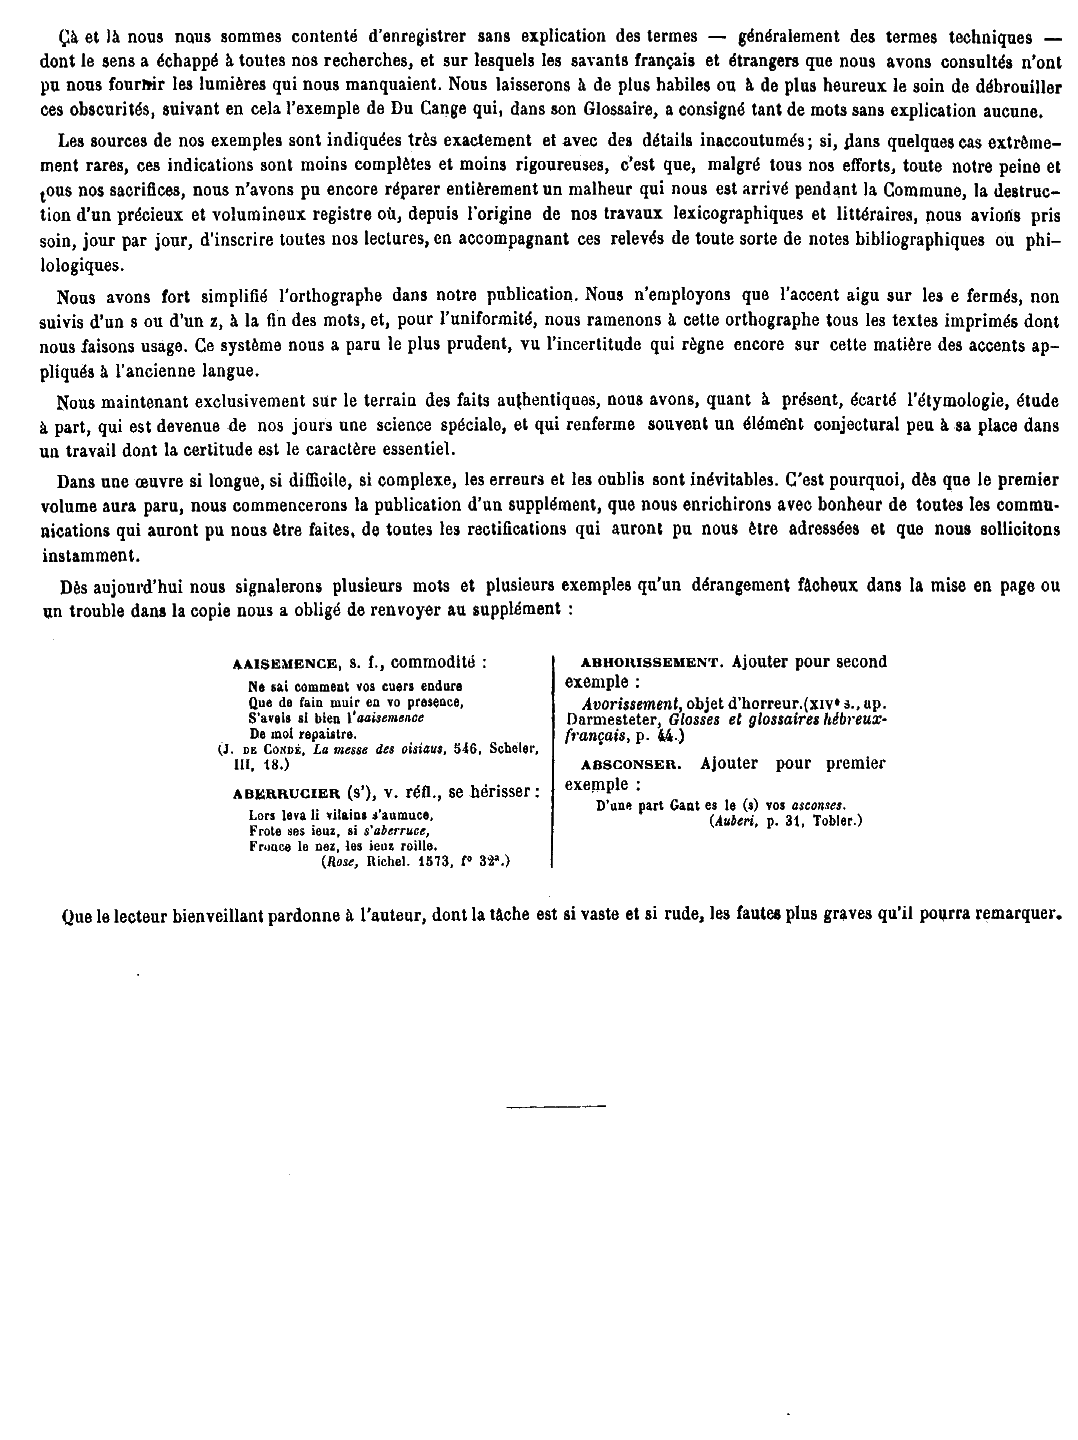 Çà et là nous nous sommes contenté d'enregistrer sans explication des termes — généralement des termes techniques —
dont le sens a échappé à toutes nos recherches, et sur lesquels les savants français et étrangers que nous avons consultés n'ont
pu nous fournir les lumières qui nous manquaient. Nous laisserons à de plus habiles ou à de plus heureux le soin de débrouiller
ces obscurités, suivant en cela l'exemple de Du Cange qui, dans son Glossaire, a consigné tant de mots sans explication aucune.
Les sources de nos exemples sont indiquées très exactement et avec des détails inaccoutumés; si, dans quelques cas extrême-
ment rares, ces indications sont moins complètes et moins rigoureuses, c'est que, malgré tous nos efforts, toute notre peine et
tous nos sacrifices, nous n'avons pu encore réparer entièrement un malheur qui nous est arrivé pendant la Commune, la destruc-
tion d'un précieux et volumineux registre où, depuis l'origine de nos travaux lexicographiques et littéraires, nous avions pris
soin, jour par jour, d'inscrire toutes nos lectures, en accompagnant ces relevés de toute sorte de notes bibliographiques ou phi-
lologiques.
Nous avons fort simplifié l'orthographe dans notre publication. Nous n'employons que l'accent aigu sur les e fermés, non
suivis d'un s ou d'un z, à la fin des mots, et, pour l'uniformité, nous ramenons à cette orthographe tous les textes imprimés dont
nous faisons usage. Ce système nous a paru le plus prudent, vu l'incertitude qui règne encore sur cette matière des accents ap-
pliqués à l'ancienne langue.
Nous maintenant exclusivement sur le terrain des faits authentiques, nous avons, quant à présent, écarté l'étymologie, étude
à part, qui est devenue de nos jours une science spéciale, et qui renferme souvent un élément conjectural peu à sa place dans
un travail dont la certitude est le caractère essentiel.
Dans une œuvre si longue, si difficile, si complexe, les erreurs et les oublis sont inévitables. C'est pourquoi, dès que le premier
volume aura paru, nous commencerons la publication d'un supplément, que nous enrichirons avec bonheur de toutes les commu-
nications qui auront pu nous être faites, de toutes les rectifications qui auront pu nous être adressées et que nous sollicitons
instamment.
Dès aujourd'hui nous signalerons plusieurs mots et plusieurs exemples qu'un dérangement fâcheux dans la mise en page ou
un trouble dans la copie nous a obligé de renvoyer au supplément :
AAISEMENCE, s. f., commodité :
Ne sai comment vos cuers endure
Que de fain muir en vo presence,
S'aveis si bien l'aaisemence
De moi repaistre.
(J. DE CONDÉ, La messe des oisiaus, 546, Scheler,
III, 18.)
ABERRUCIER (s'), v. réfl., se hérisser :
Lors leva li vilains s'aumuce,
Frote ses ieuz, si s'aberruce,
Fronce le nez, les ieuz roille.
(Rose, Richel. 1573, f° 32ª.)
ABHORISSEMENT. Ajouter pour second
exemple :
Avorissement, objet d'horreur.(XIVe s., ap.
Darmesteter, Glosses et glossaires hébreux-
français, p. 44.)
ABSCONSER. Ajouter pour premier
exemple :
D'une part Gant es le (s) vos asconses.
(Auberi, p. 31, Tobler.)
Que le lecteur bienveillant pardonne à l'auteur, dont la tâche est si vaste et si rude, les fautes plus graves qu'il pourra remarquer.